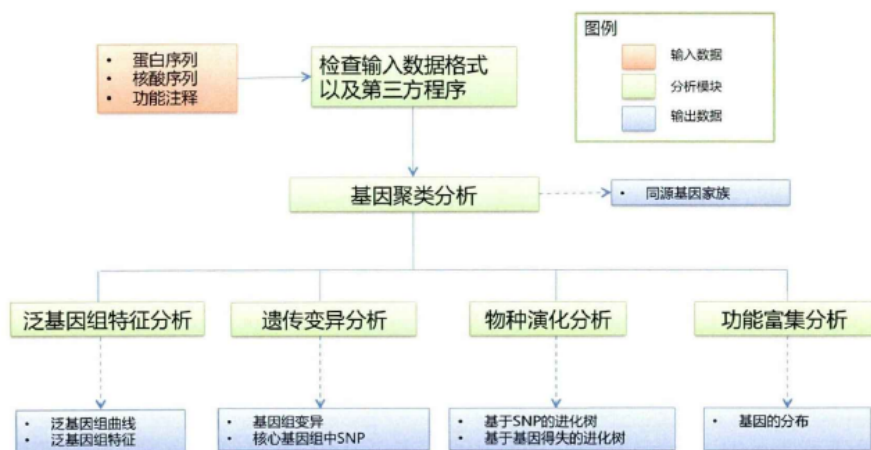 蛋白序列
核酸序列
功能注释
检查输入数据格式
以及第三方程序
图例
输入数据
分析模块
输出数据
基因聚类分析
同源基因家族
泛基因组特征分析
遗传变异分析
物种演化分析
功能富集分析
泛基因组曲线
泛基因组特征
基因组变异
核心基因组中SNP
基于SNP的进化树
基于基因得失的进化树
基因的分布